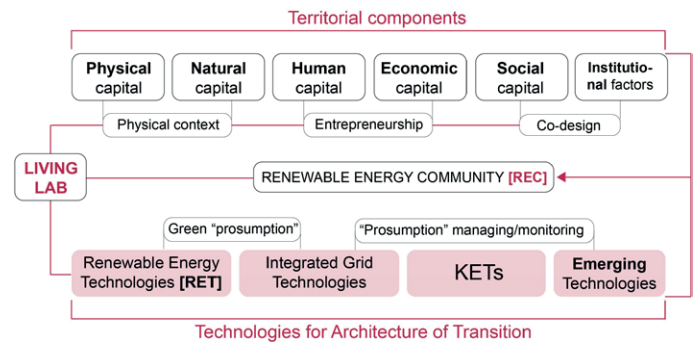 Territorial components
Physical
capital
Natural
capital
Human
capital
Economic
capital
Social
capital
Institutio-
nal factors
Physical context
Entrepreneurship
Co-design
LIVING
LAB
RENEWABLE ENERGY COMMUNITY [REC]
Green “prosumption”
“Prosumption” managing/monitoring
Renewable Energy
Technologies [RET]
Integrated Grid
Technologies
KETs
Emerging
Technologies
Technologies for Architecture of Transition